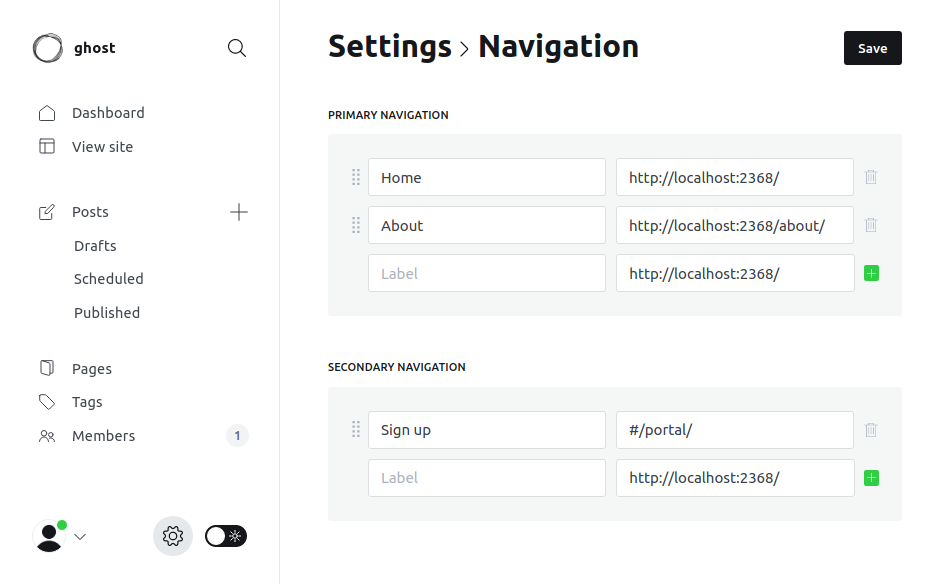 ghost
Dashboard
View site
Posts
Drafts
Scheduled
Published
Pages
Tags
Members 1
Settings > Navigation
Save
PRIMARY NAVIGATION
Home http://localhost:2368/
About http://localhost:2368/about/
Label http://localhost:2368/
SECONDARY NAVIGATION
Sign up #/portal/
Label http://localhost:2368/